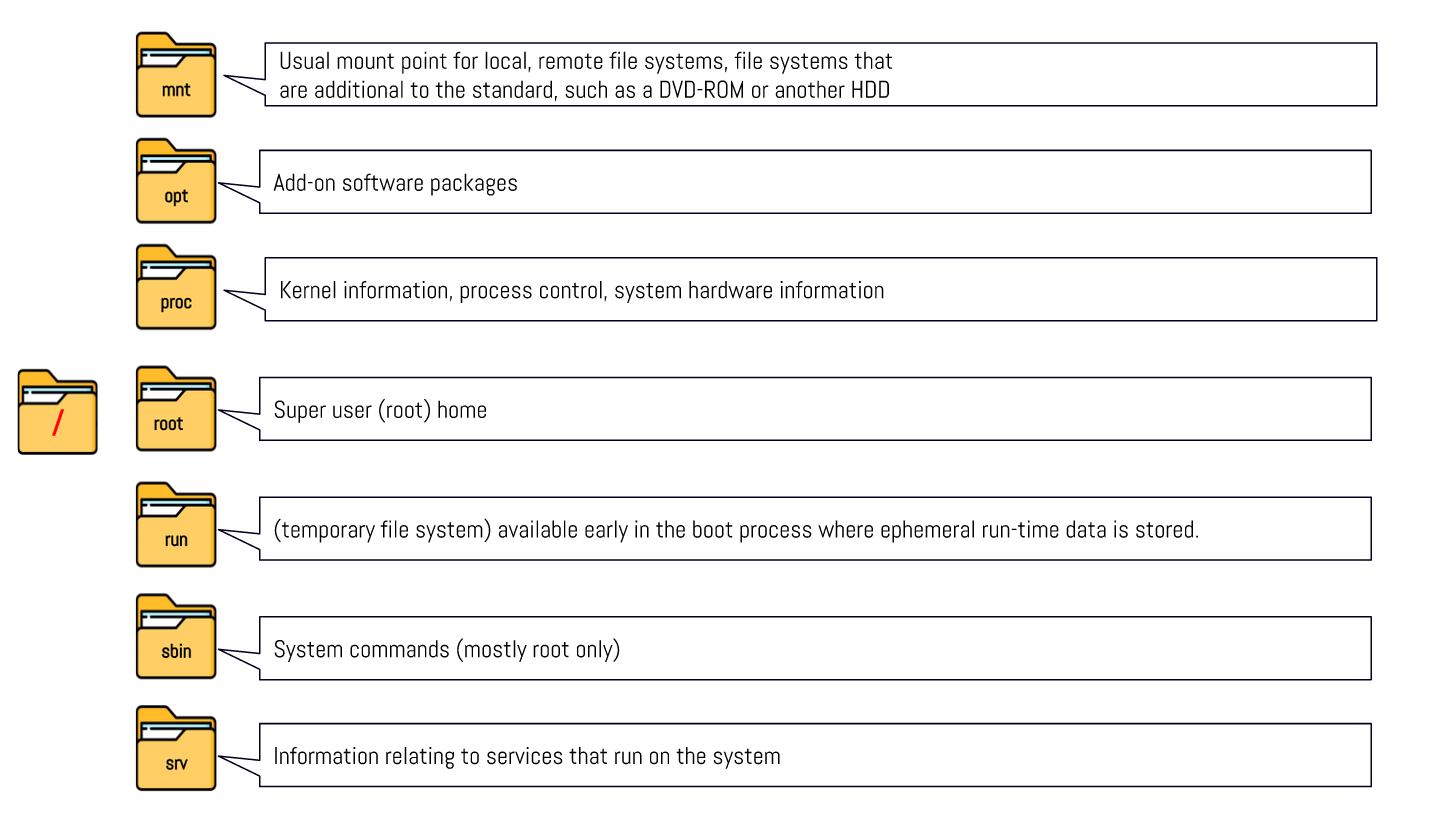 mnt
Usual mount point for local, remote file systems, file systems that
are additional to the standard, such as a DVD-ROM or another HDD
opt
Add-on software packages
proc
Kernel information, process control, system hardware information
/
root
Super user (root) home
run
(temporary file system) available early in the boot process where ephemeral run-time data is stored.
sbin
System commands (mostly root only)
srv
Information relating to services that run on the system